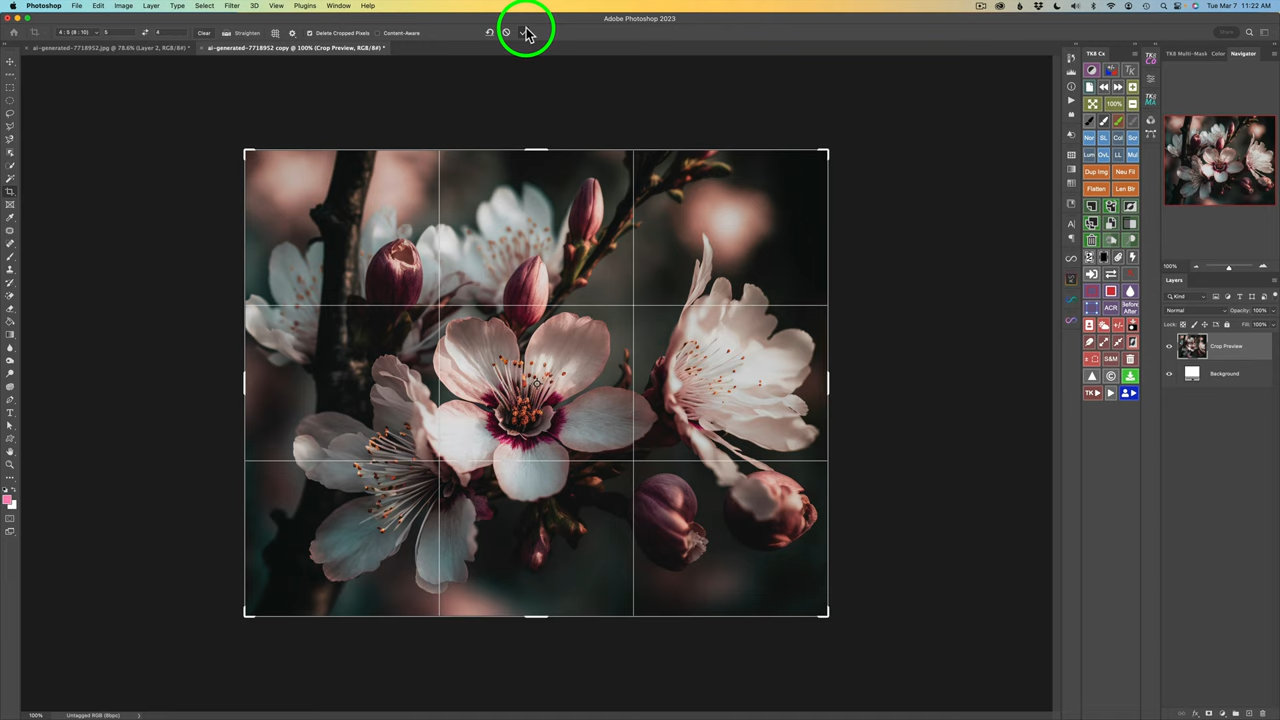 Photoshop File Edit Image Layer Type Select Filter 3D View Plugins Window Help
Tue Mar 7 11:22 AM
Adobe Photoshop 2023
4 : 5 (8 : 10) 5 4 Clear Straighten Delete Cropped Pixels Content-Aware
Share
ai-generated-7718952.jpg @ 78.6% (Layer 2, RGB/8#) *
ai-generated-7718952 copy @ 100% (Crop Preview, RGB/8#) *
TK8 Cx
TK8 Multi-Mask Color Navigator
100%
Nor SL Col Scr
Lum OvL LL Mul
Dup Img Neu Fil
Flatten Len Blr
ACR Before After
S&M
TK
100%
Layers
Kind
Normal Opacity: 100%
Lock: Fill: 100%
Crop Preview
Background
100% Untagged RGB (8bpc)